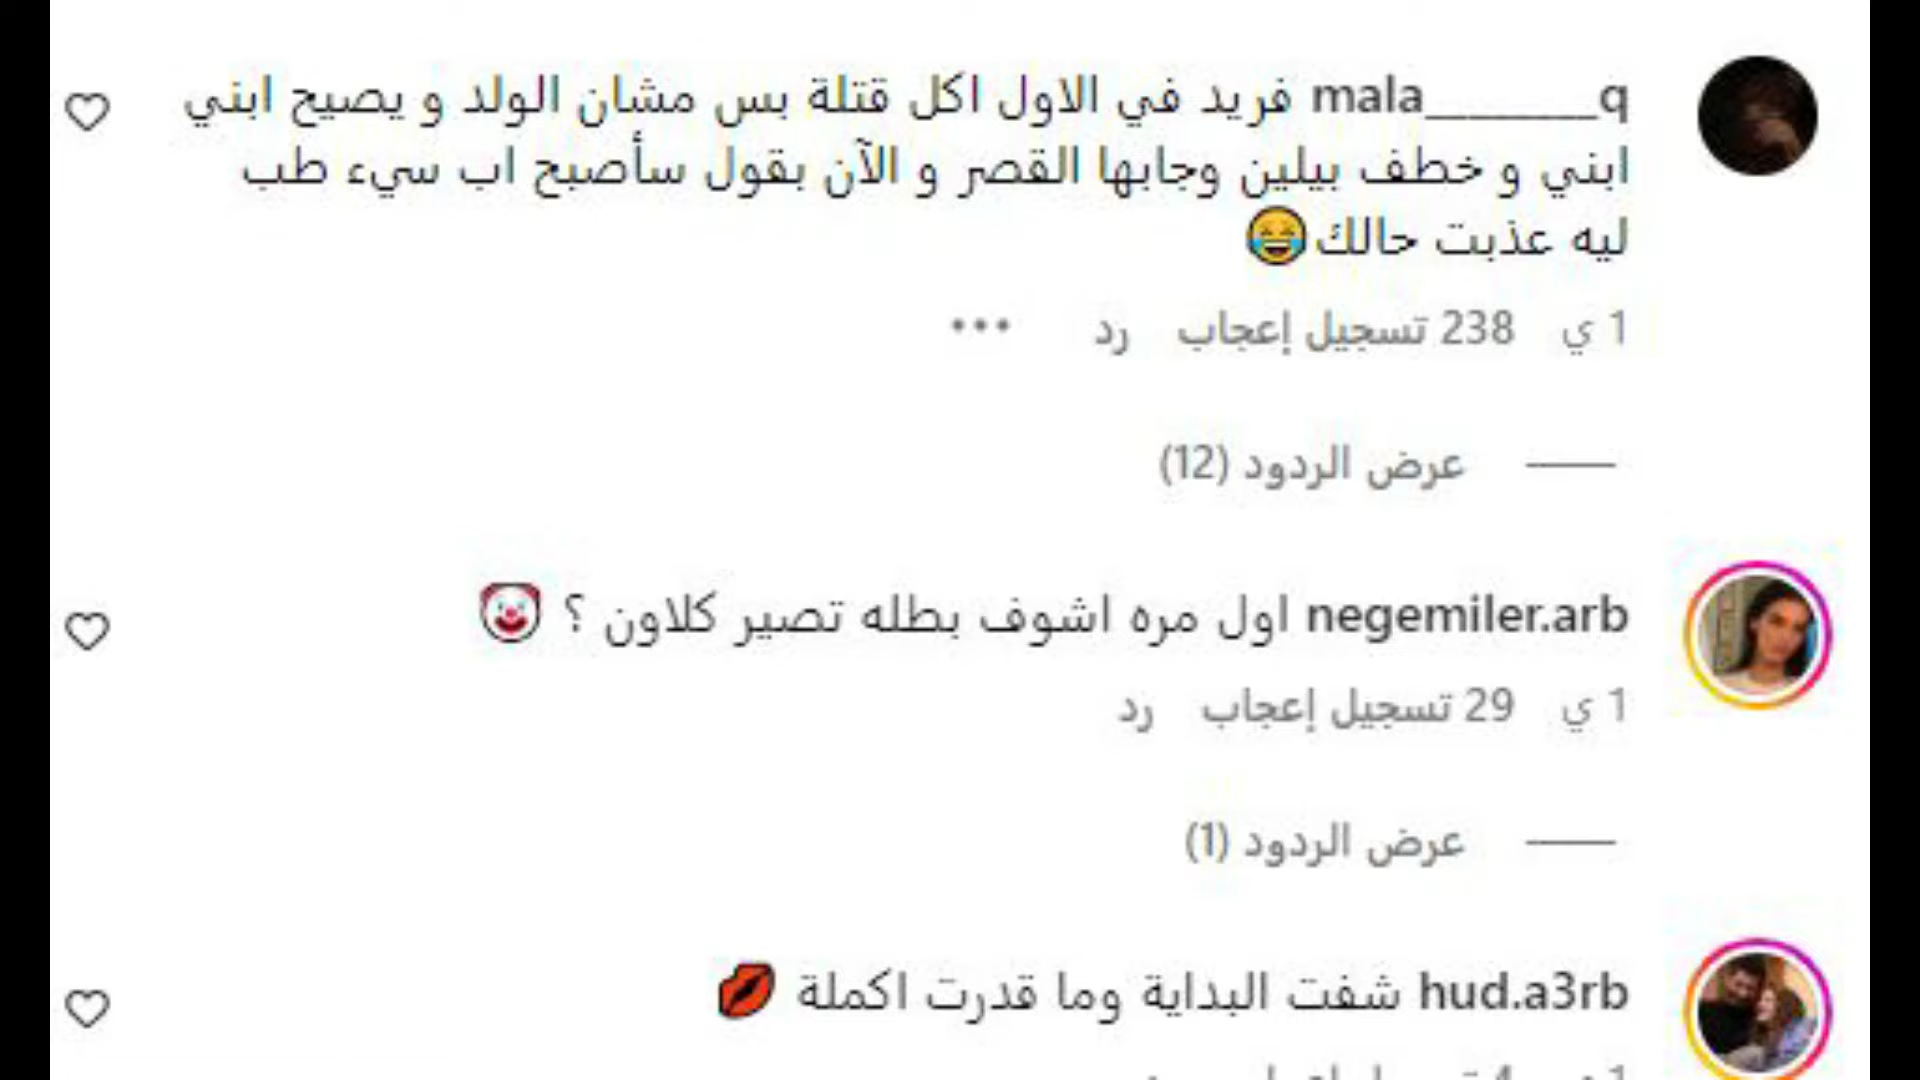 mala________q فريد في الاول اكل قتلة بس مشان الولد و يصيح ابني
ابني و خطف بيلين وجابها القصر و الآن بقول سأصبح اب سيء طب
ليه عذبت حالك😂
1 ي 238 تسجيل إعجاب رد •••
عرض الردود (12)
negemiler.arb اول مره اشوف بطله تصير كلاون ؟ 🤡
1 ي 29 تسجيل إعجاب رد
عرض الردود (1)
hud.a3rb شفت البداية وما قدرت اكملة 💋